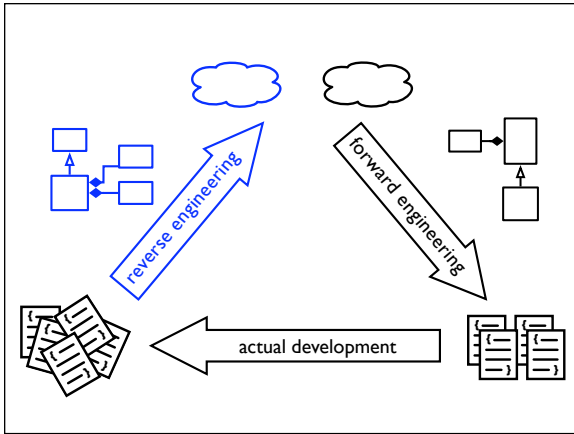 reverse engineering
forward engineering
actual development